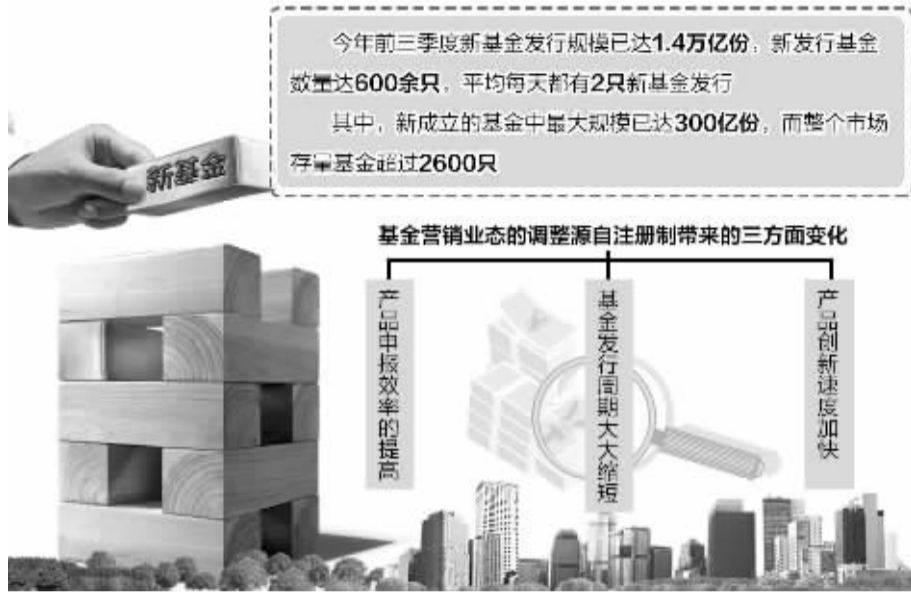 今年前三季度新基金发行规模已达1.4万亿份，新发行基金
数量达600余只，平均每天都有2只新基金发行
其中，新成立的基金中最大规模已达300亿份，而整个市场
存量基金超过2600只
新基金
基金营销业态的调整源自注册制带来的三方面变化
产品申报效率的提高
基金发行周期大大缩短
产品创新速度加快